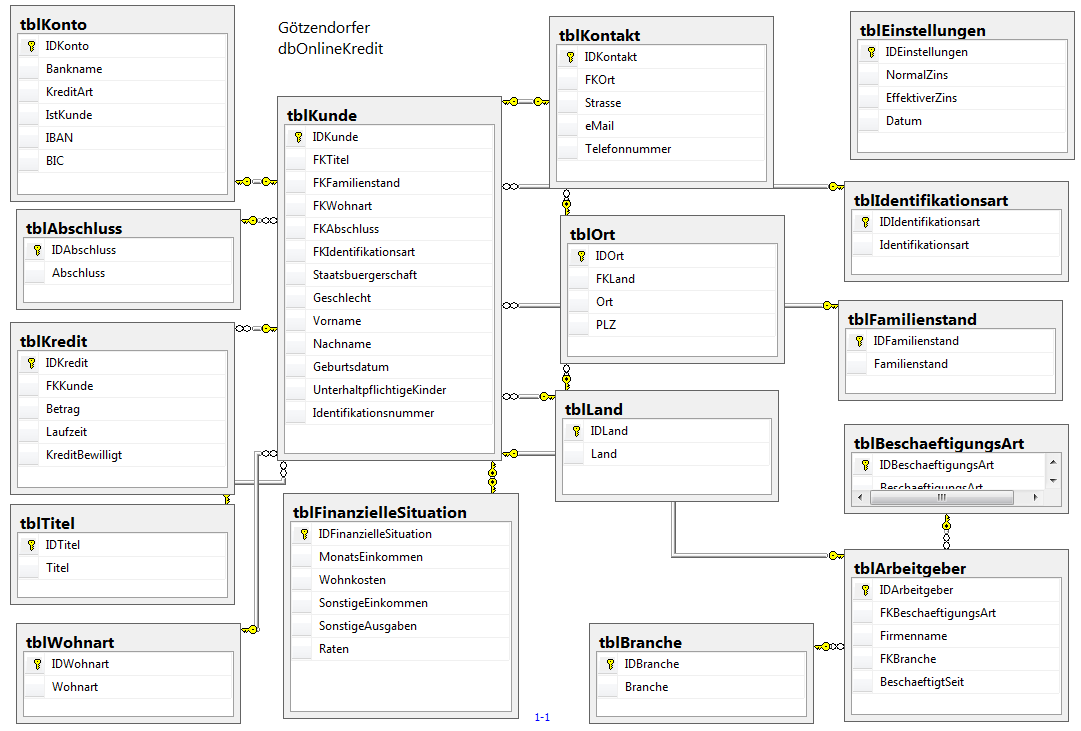 Götzendorfer
dbOnlineKredit
tblKonto
IDKonto
Bankname
KreditArt
IstKunde
IBAN
BIC
tblAbschluss
IDAbschluss
Abschluss
tblKredit
IDKredit
FKKunde
Betrag
Laufzeit
KreditBewilligt
tblTitel
IDTitel
Titel
tblWohnart
IDWohnart
Wohnart
tblKunde
IDKunde
FKTitel
FKFamilienstand
FKWohnart
FKAbschluss
FKIdentifikationsart
Staatsbuergerschaft
Geschlecht
Vorname
Nachname
Geburtsdatum
UnterhaltpflichtigeKinder
Identifikationsnummer
tblFinanzielleSituation
IDFinanzielleSituation
MonatsEinkommen
Wohnkosten
SonstigeEinkommen
SonstigeAusgaben
Raten
tblKontakt
IDKontakt
FKOrt
Strasse
eMail
Telefonnummer
tblOrt
IDOrt
FKLand
Ort
PLZ
tblLand
IDLand
Land
tblBranche
IDBranche
Branche
tblEinstellungen
IDEinstellungen
NormalZins
EffektiverZins
Datum
tblIdentifikationsart
IDIdentifikationsart
Identifikationsart
tblFamilienstand
IDFamilienstand
Familienstand
tblBeschaeftigungsArt
IDBeschaeftigungsArt
BeschaeftigungsArt
tblArbeitgeber
IDArbeitgeber
FKBeschaeftigungsArt
Firmenname
FKBranche
BeschaeftigtSeit
1-1